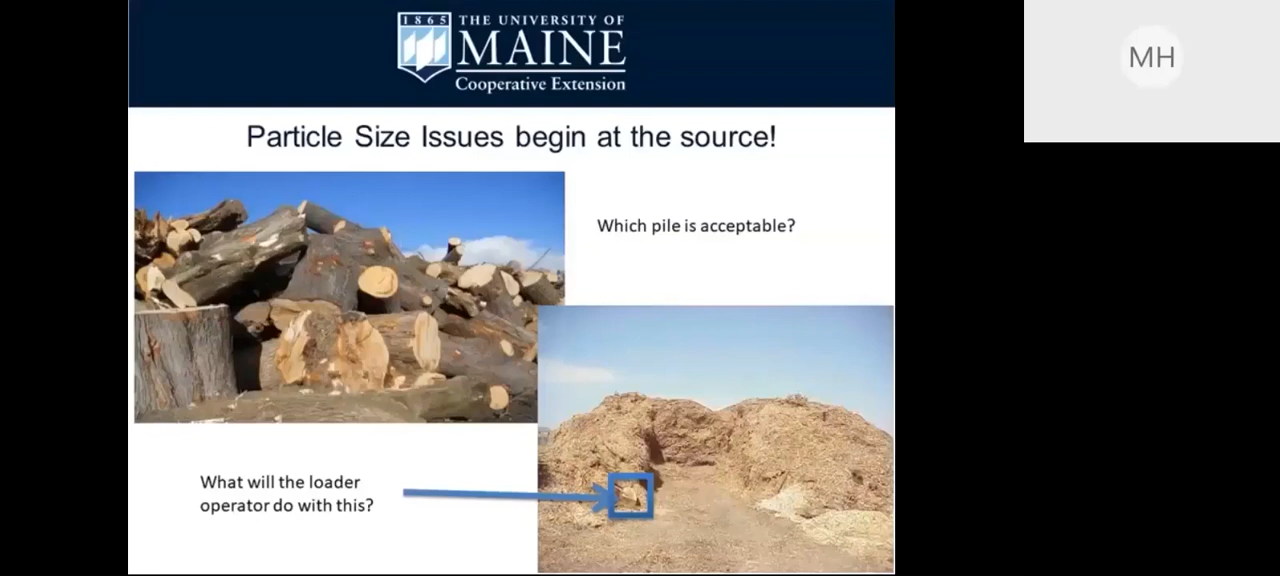 1865
THE UNIVERSITY OF
MAINE
Cooperative Extension
MH
Particle Size Issues begin at the source!
Which pile is acceptable?
What will the loader
operator do with this?